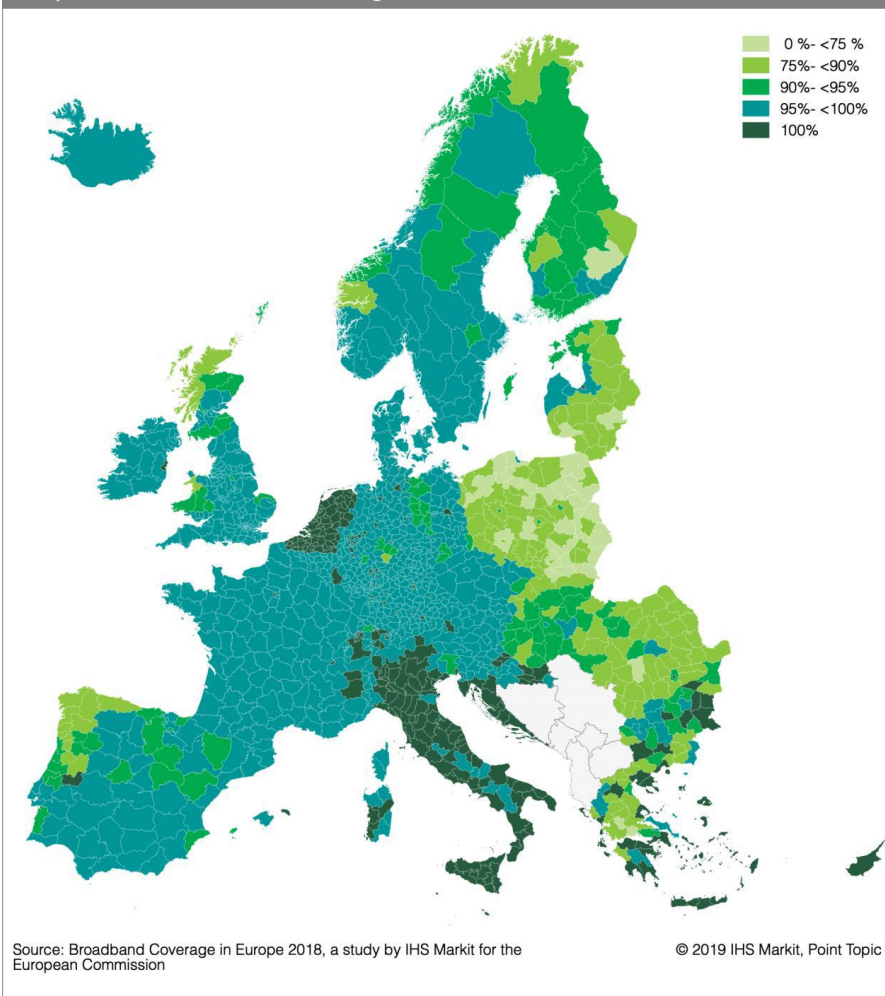 0 %- <75 %
75%- <90%
90%- <95%
95%- <100%
100%
Source: Broadband Coverage in Europe 2018, a study by IHS Markit for the
European Commission
© 2019 IHS Markit, Point Topic